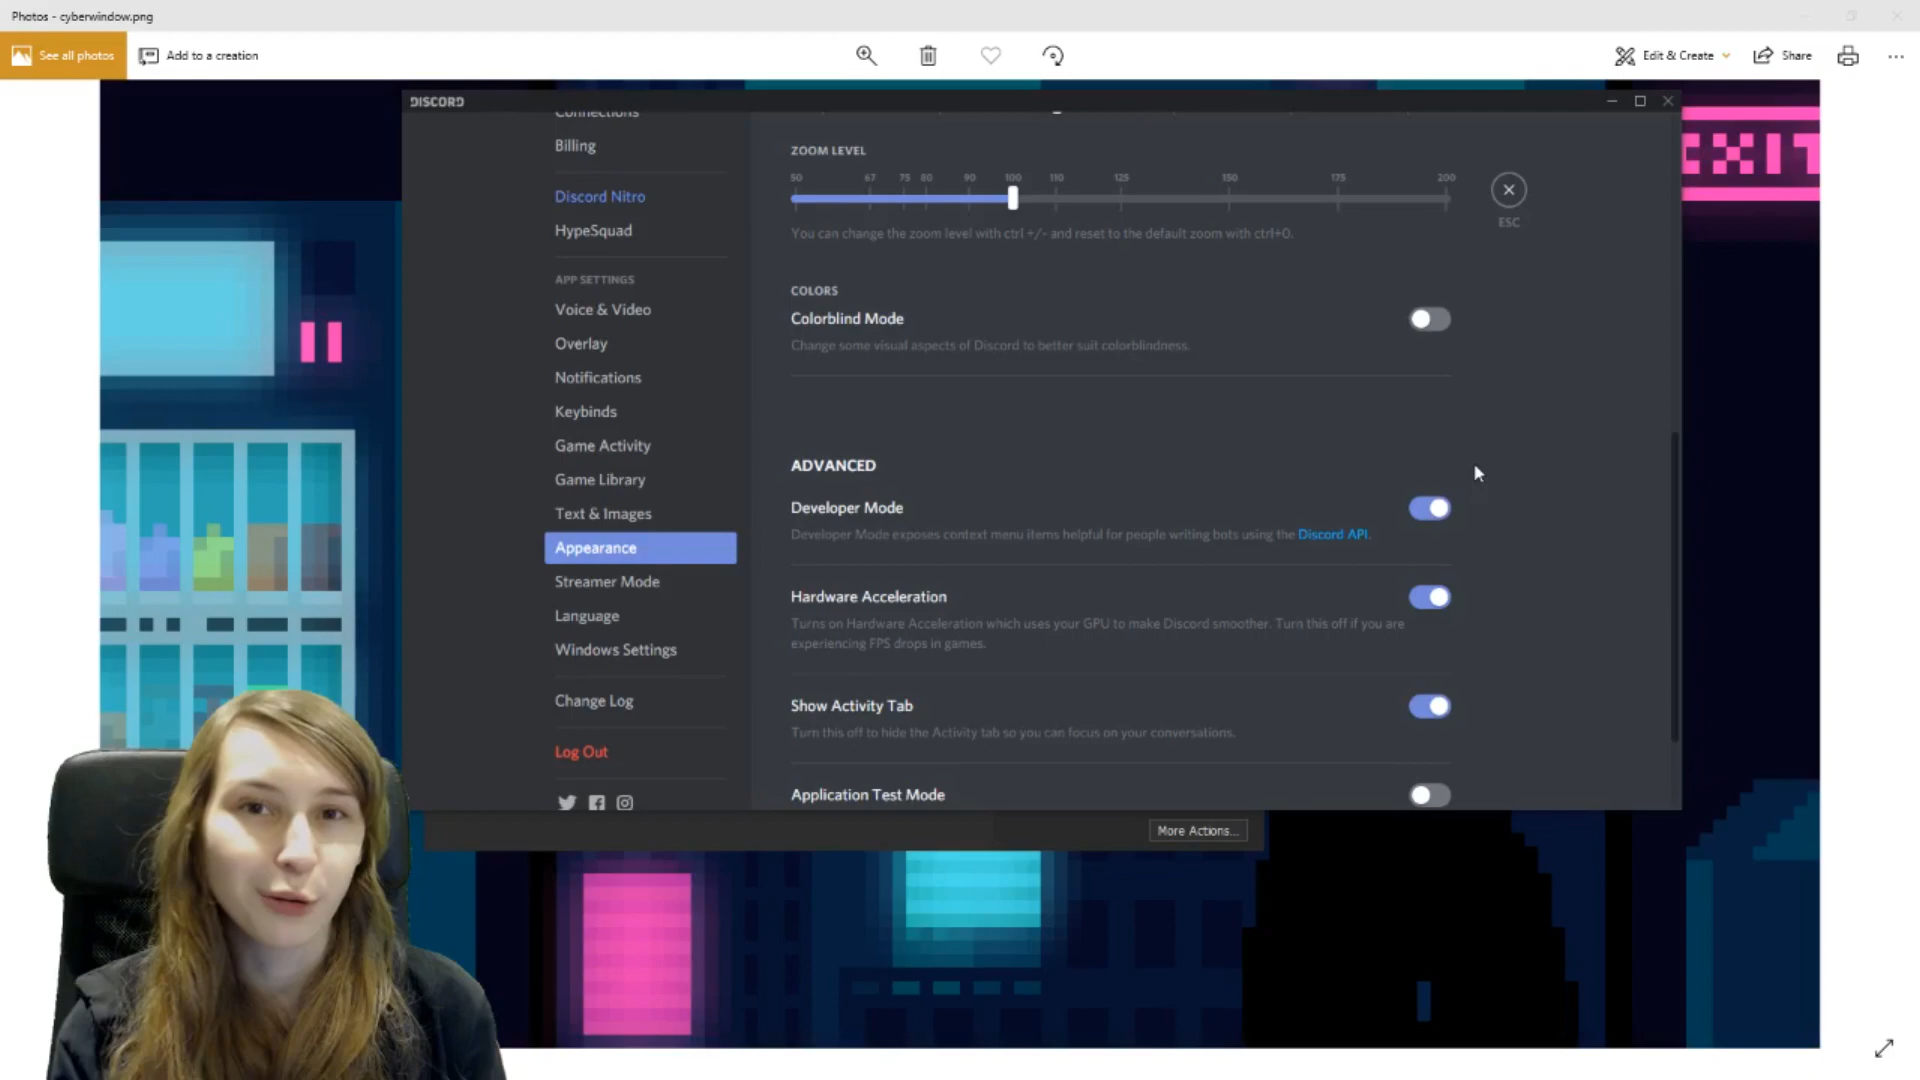 Photos - cyberwindow.png
See all photos
Add to a creation
Edit & Create
Share
DISCORD
Connections
Billing
Discord Nitro
HypeSquad
APP SETTINGS
Voice & Video
Overlay
Notifications
Keybinds
Game Activity
Game Library
Text & Images
Appearance
Streamer Mode
Language
Windows Settings
Change Log
Log Out
ZOOM LEVEL
50 67 75 80 90 100 110 125 150 175 200
You can change the zoom level with ctrl +/- and reset to the default zoom with ctrl+0.
ESC
COLORS
Colorblind Mode
Change some visual aspects of Discord to better suit colorblindness.
ADVANCED
Developer Mode
Developer Mode exposes context menu items helpful for people writing bots using the Discord API.
Hardware Acceleration
Turns on Hardware Acceleration which uses your GPU to make Discord smoother. Turn this off if you are
experiencing FPS drops in games.
Show Activity Tab
Turn this off to hide the Activity tab so you can focus on your conversations.
Application Test Mode
More Actions...
EXIT